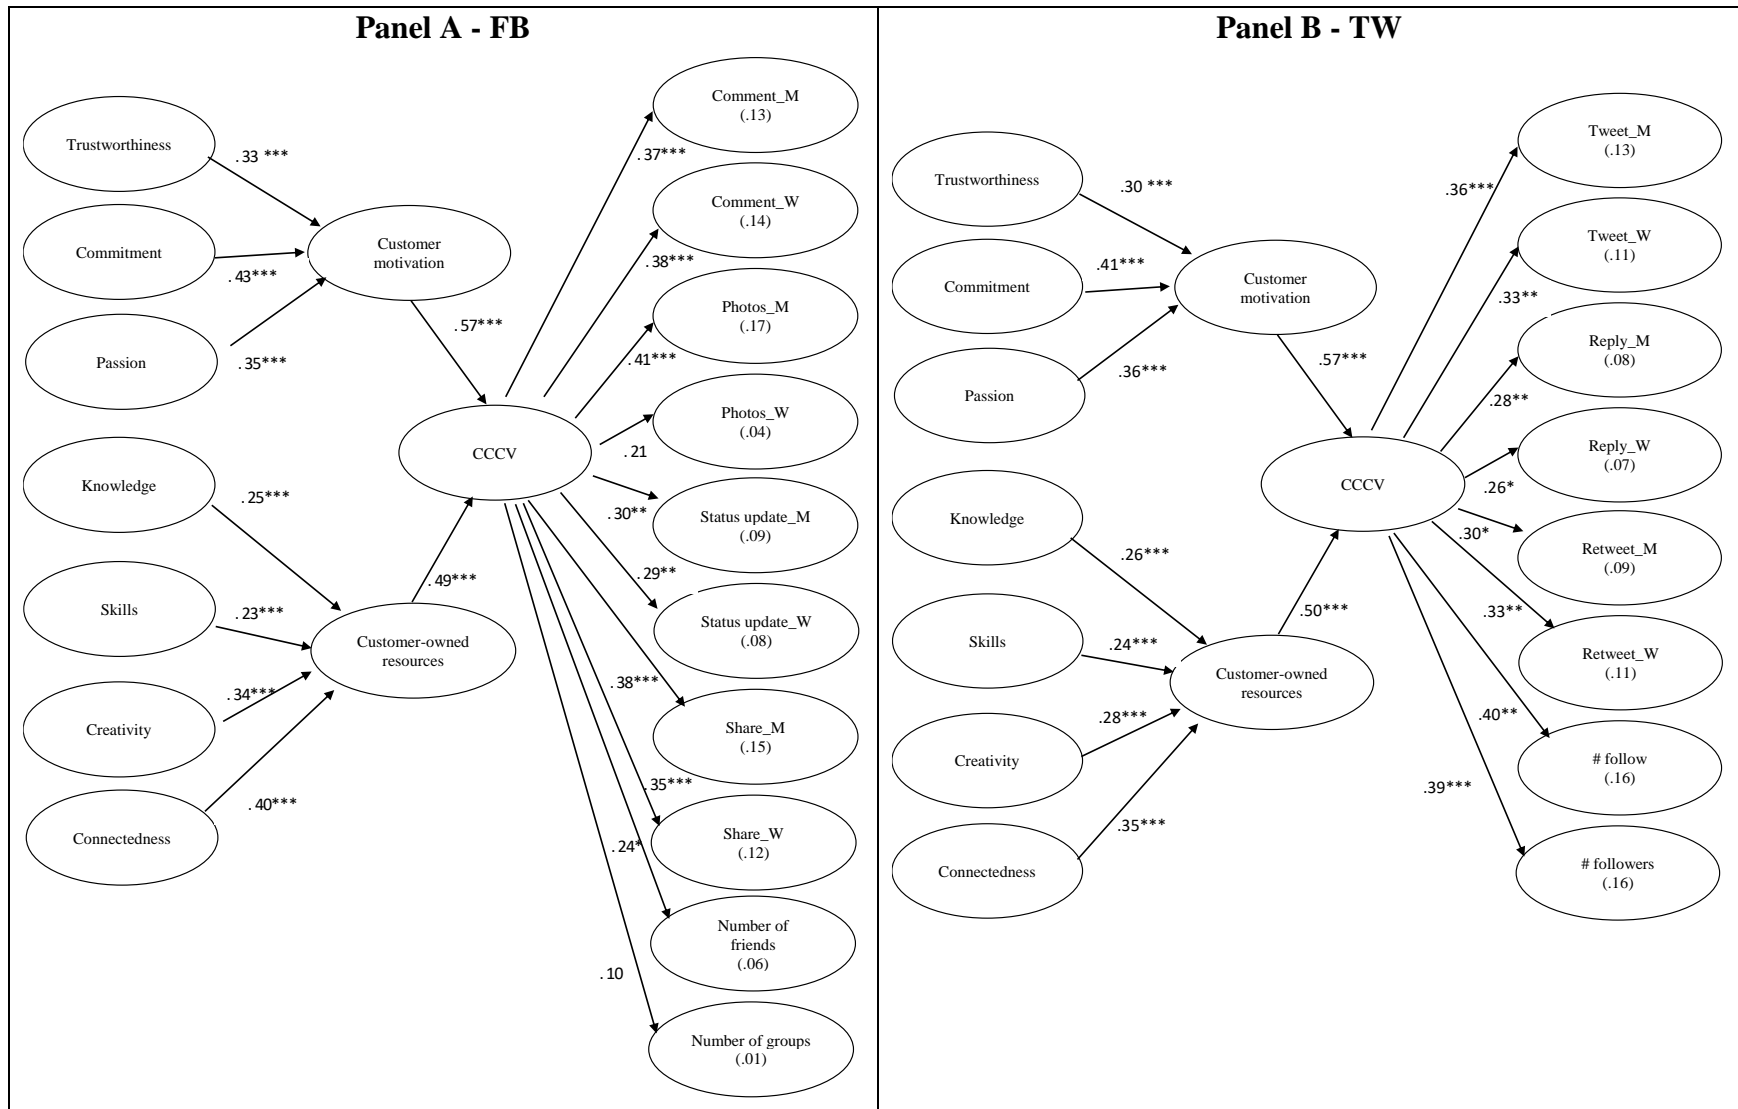 Panel A - FB
Trustworthiness
Commitment
Passion
Knowledge
Skills
Creativity
Connectedness
.33 ***
.43***
.35***
.25***
.23***
.34***
.40***
Customer
motivation
Customer-owned
resources
.57***
.49***
CCCV
.37***
.38***
.41***
.21
.30**
.29**
.38***
.35***
.24*
.10
Comment_M
(.13)
Comment_W
(.14)
Photos_M
(.17)
Photos_W
(.04)
Status update_M
(.09)
Status update_W
(.08)
Share_M
(.15)
Share_W
(.12)
Number of
friends
(.06)
Number of groups
(.01)
Panel B - TW
Trustworthiness
Commitment
Passion
Knowledge
Skills
Creativity
Connectedness
.30 ***
.41***
.36***
.26***
.24***
.28***
.35***
Customer
motivation
Customer-owned
resources
.57***
.50***
CCCV
.36***
.33**
.28**
.26*
.30*
.33**
.40**
.39***
Tweet_M
(.13)
Tweet_W
(.11)
Reply_M
(.08)
Reply_W
(.07)
Retweet_M
(.09)
Retweet_W
(.11)
# follow
(.16)
# followers
(.16)